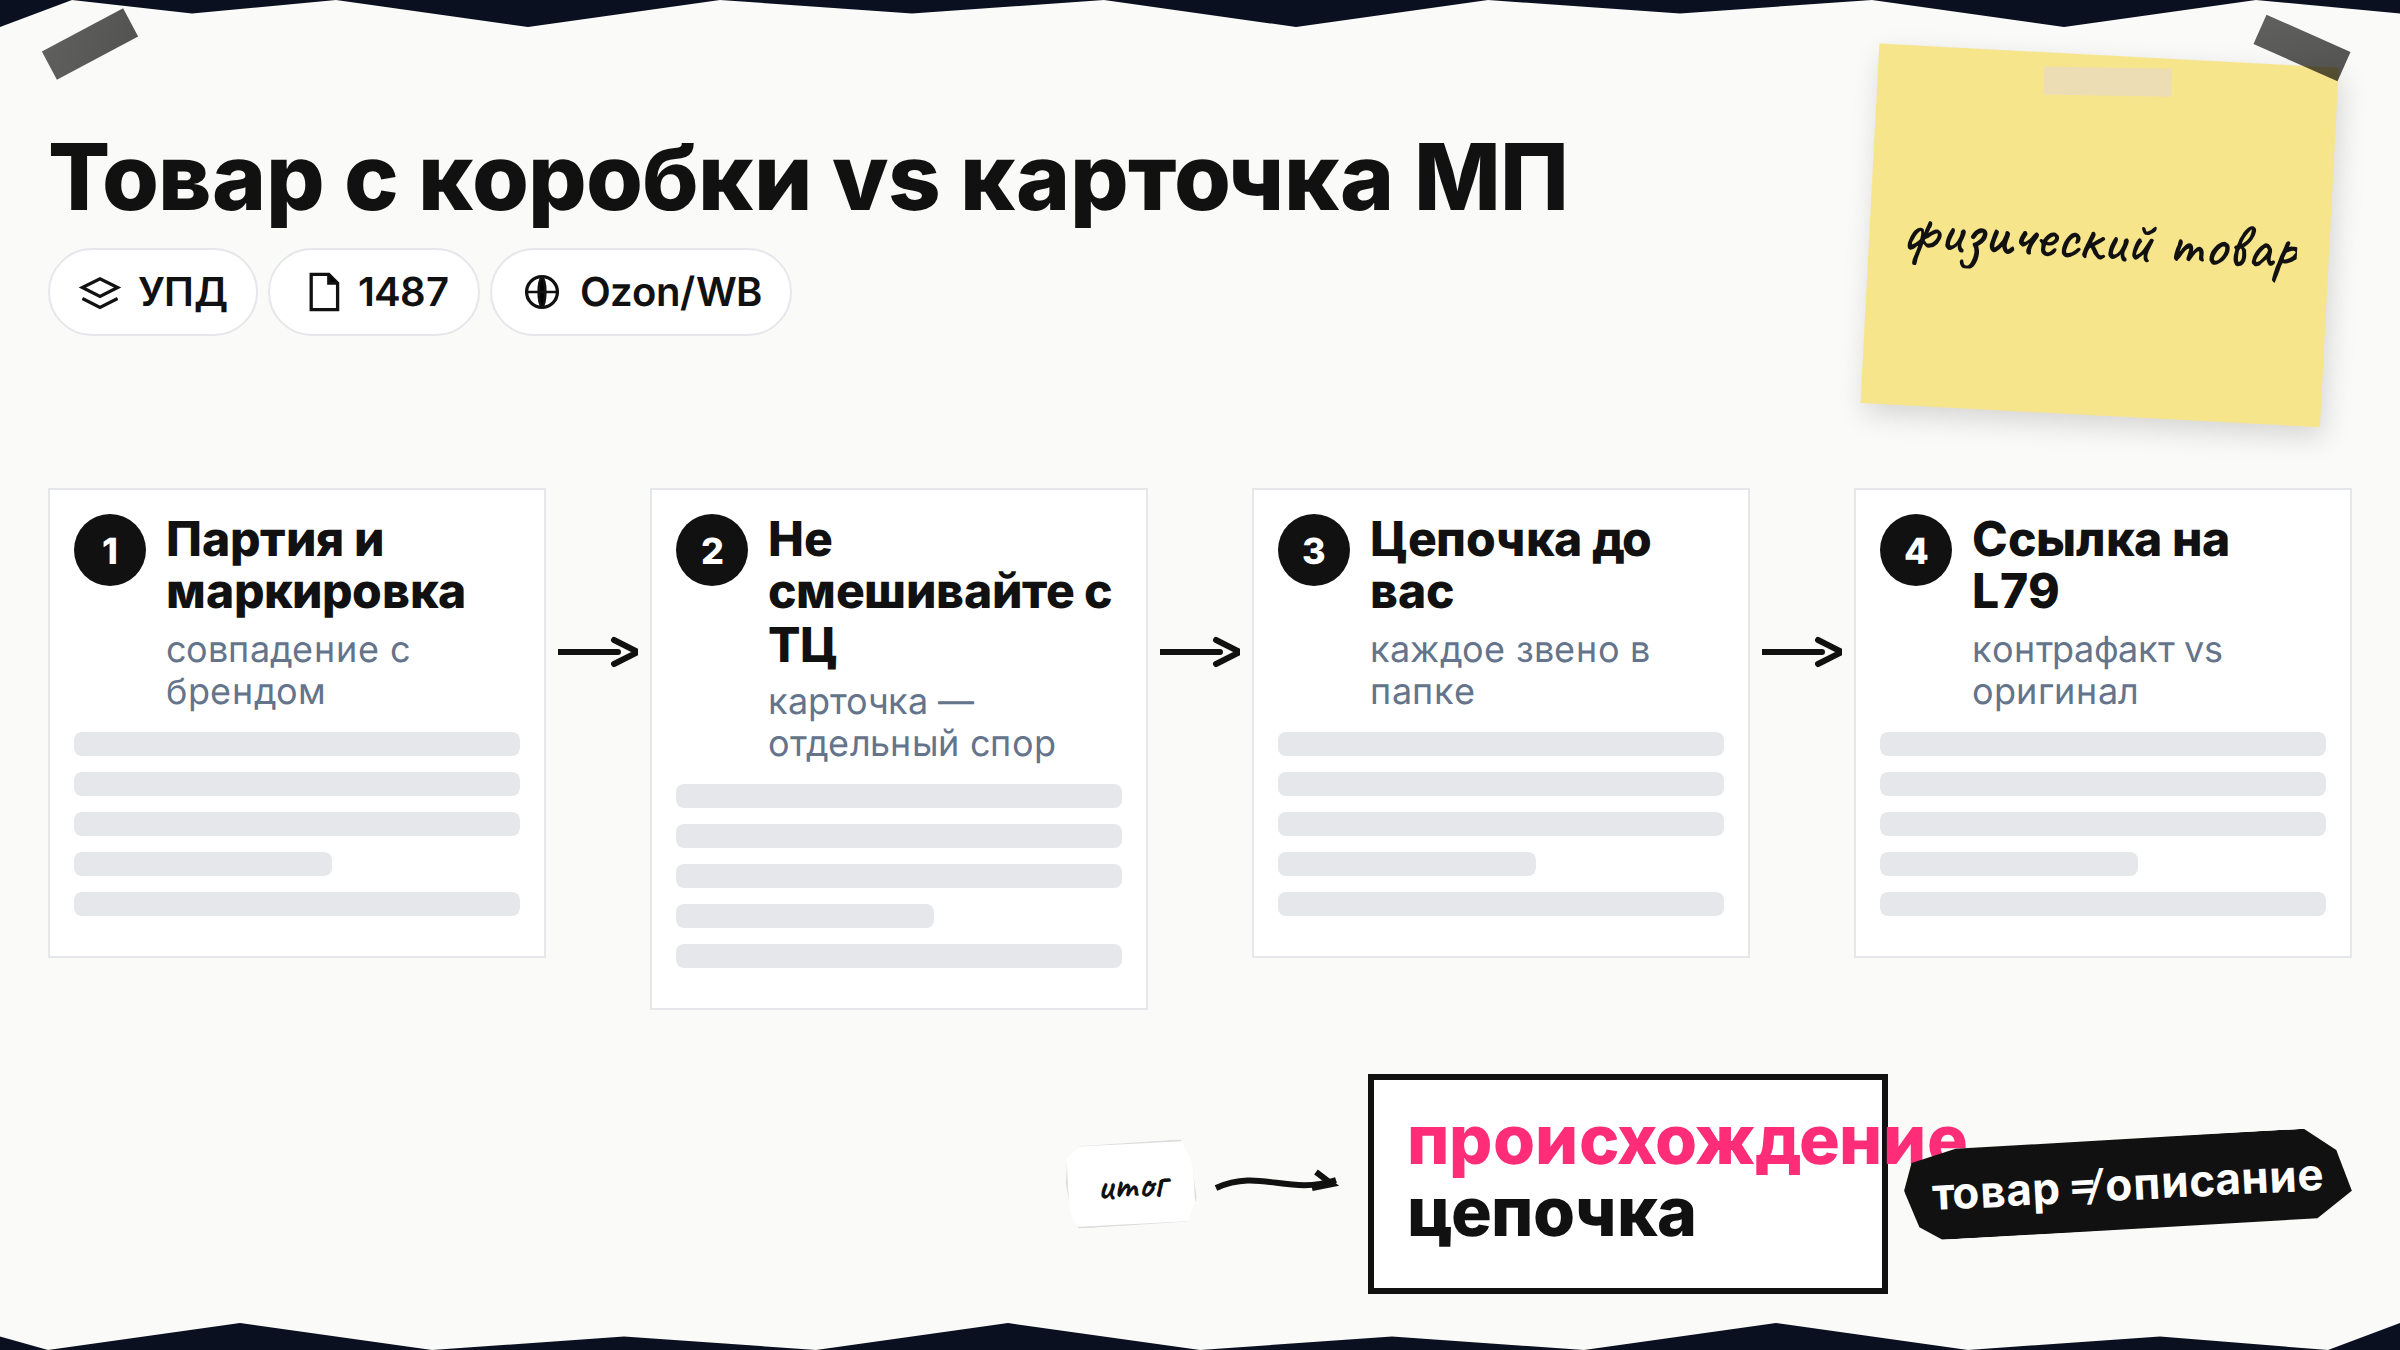 Товар с коробки vs карточка МП
физический товар
УПД
1487
Ozon/WB
1
Партия и
маркировка
совпадение с
брендом
2
Не
смешивайте с
ТЦ
карточка —
отдельный спор
3
Цепочка до
вас
каждое звено в
папке
4
Ссылка на
L79
контрафакт vs
оригинал
итог
происхождение
цепочка
товар ≠ описание